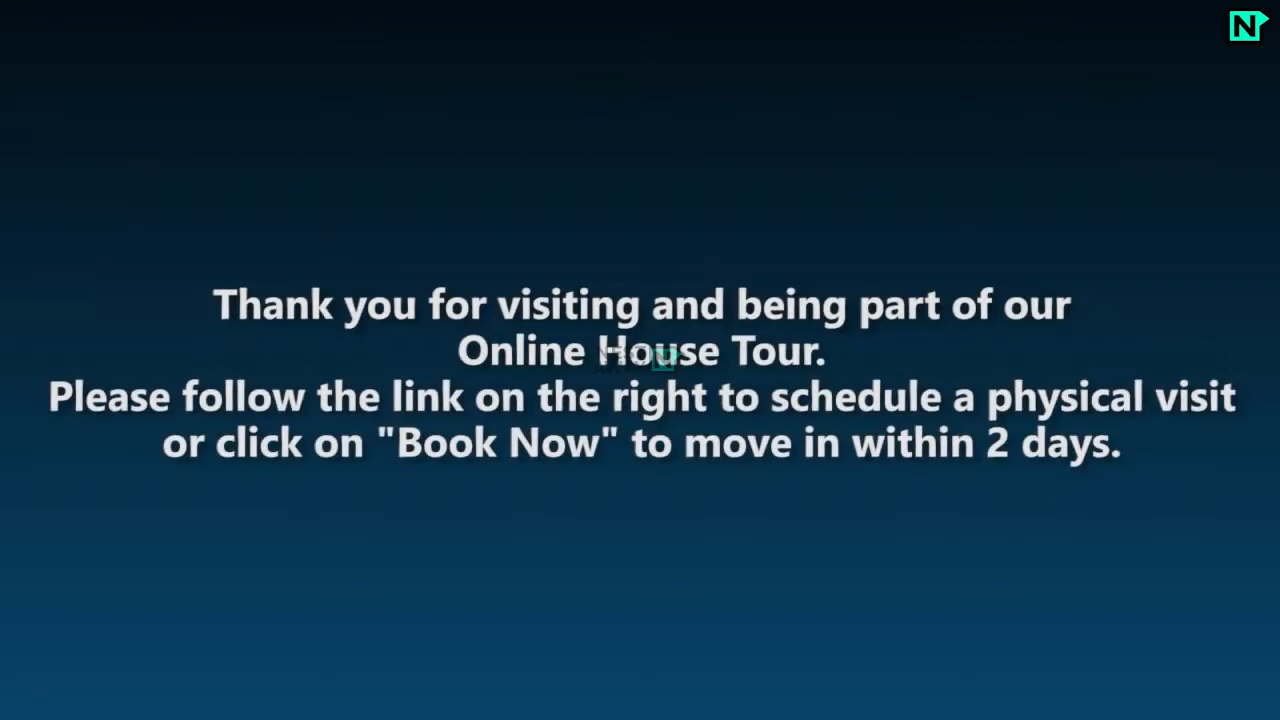 N
Thank you for visiting and being part of our
Online House Tour.
Please follow the link on the right to schedule a physical visit
or click on "Book Now" to move in within 2 days.